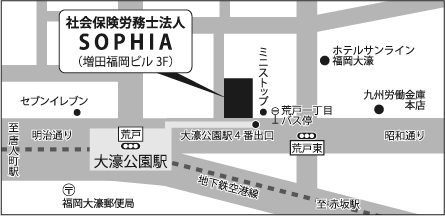 社会保険労務士法人
SOPHIA
(増田福岡ビル 3F)
ミニストップ
ホテルサンライン
福岡大濠
セブンイレブン
荒戸一丁目
バス停
九州労働金庫
本店
至唐人町駅
明治通り
荒戸
大濠公園駅
大濠公園駅4番出口
荒戸東
昭和通り
地下鉄空港線
至赤坂駅
福岡大濠郵便局